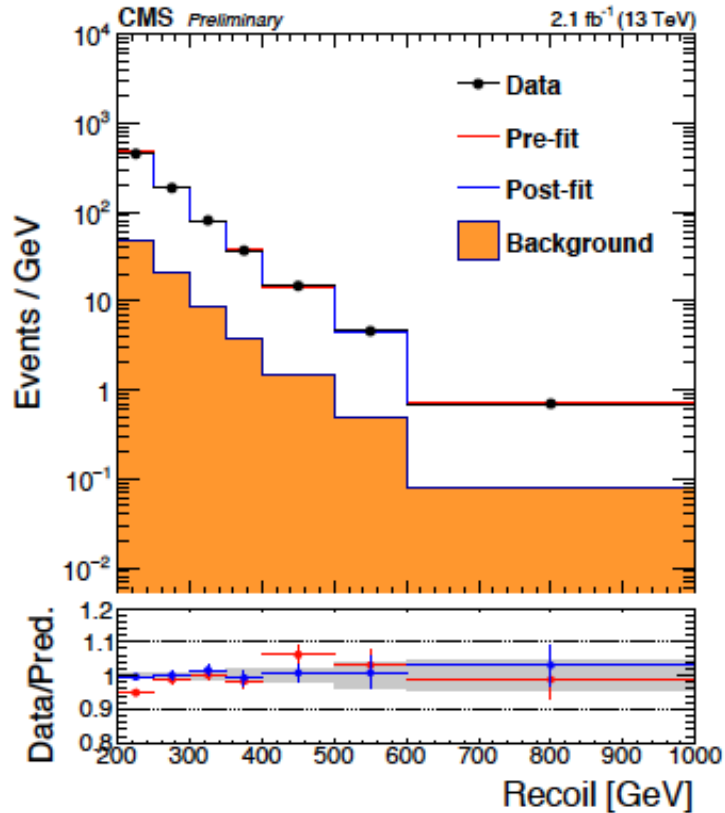 CMS Preliminary 2.1 fb⁻¹ (13 TeV)
10⁴
Data
10³
Pre-fit
Post-fit
10²
Background
10
1
10⁻¹
10⁻²
Events / GeV
1.2
1.1
1
0.9
0.8
Data/Pred.
200 300 400 500 600 700 800 900 1000
Recoil [GeV]